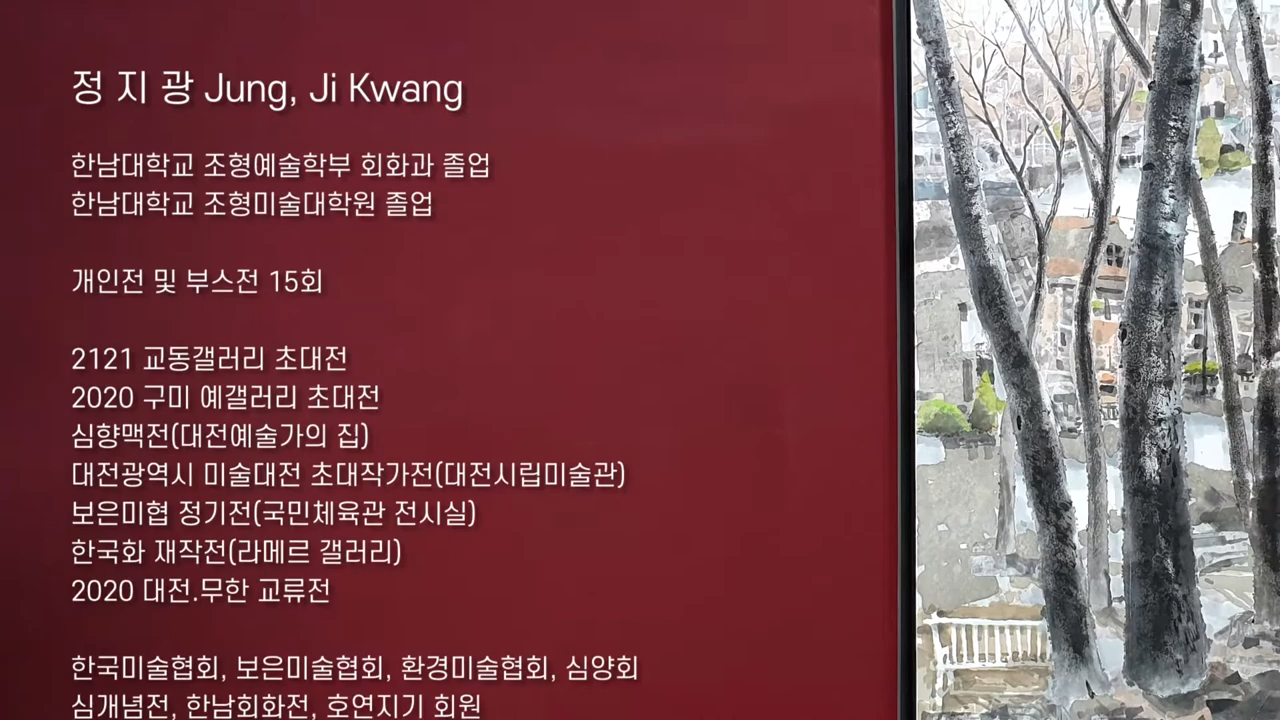 정 지 광 Jung, Ji Kwang
한남대학교 조형예술학부 회화과 졸업
한남대학교 조형미술대학원 졸업
개인전 및 부스전 15회
2121 교동갤러리 초대전
2020 구미 예갤러리 초대전
심향맥전(대전예술가의 집)
대전광역시 미술대전 초대작가전(대전시립미술관)
보은미협 정기전(국민체육관 전시실)
한국화 재작전(라메르 갤러리)
2020 대전.무한 교류전
한국미술협회, 보은미술협회, 환경미술협회, 심양회
심개념전, 한남회화전, 호연지기 회원